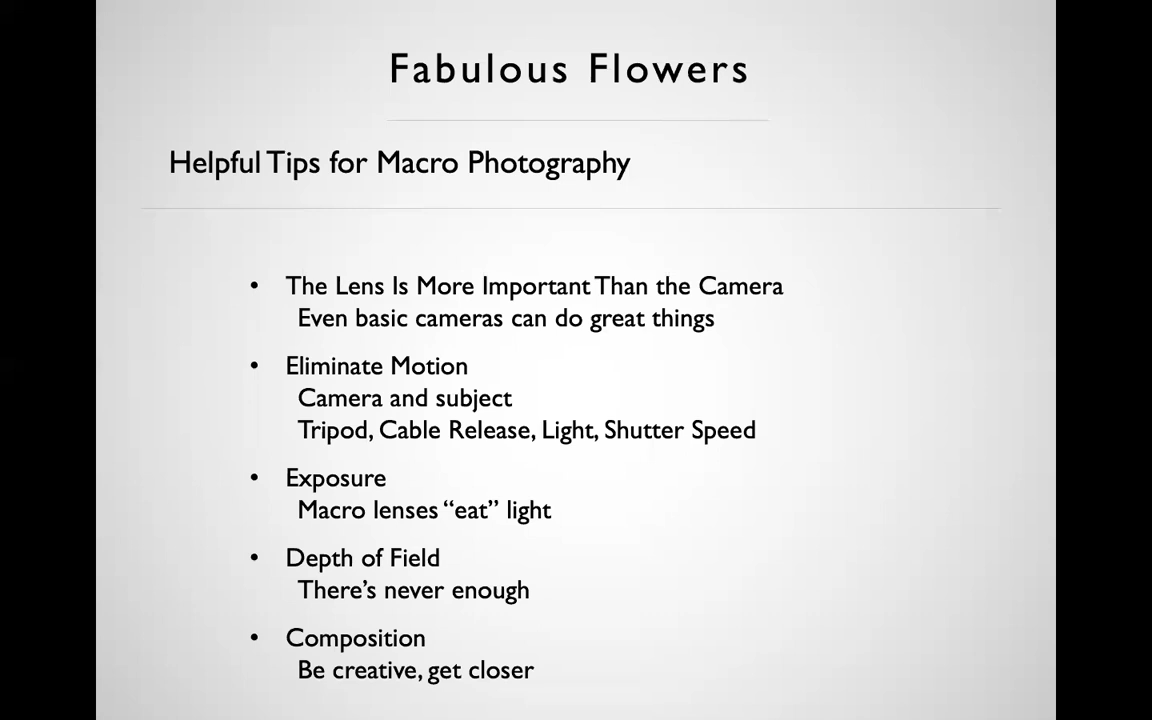 Fabulous Flowers
Helpful Tips for Macro Photography
• The Lens Is More Important Than the Camera
Even basic cameras can do great things
• Eliminate Motion
Camera and subject
Tripod, Cable Release, Light, Shutter Speed
• Exposure
Macro lenses “eat” light
• Depth of Field
There’s never enough
• Composition
Be creative, get closer